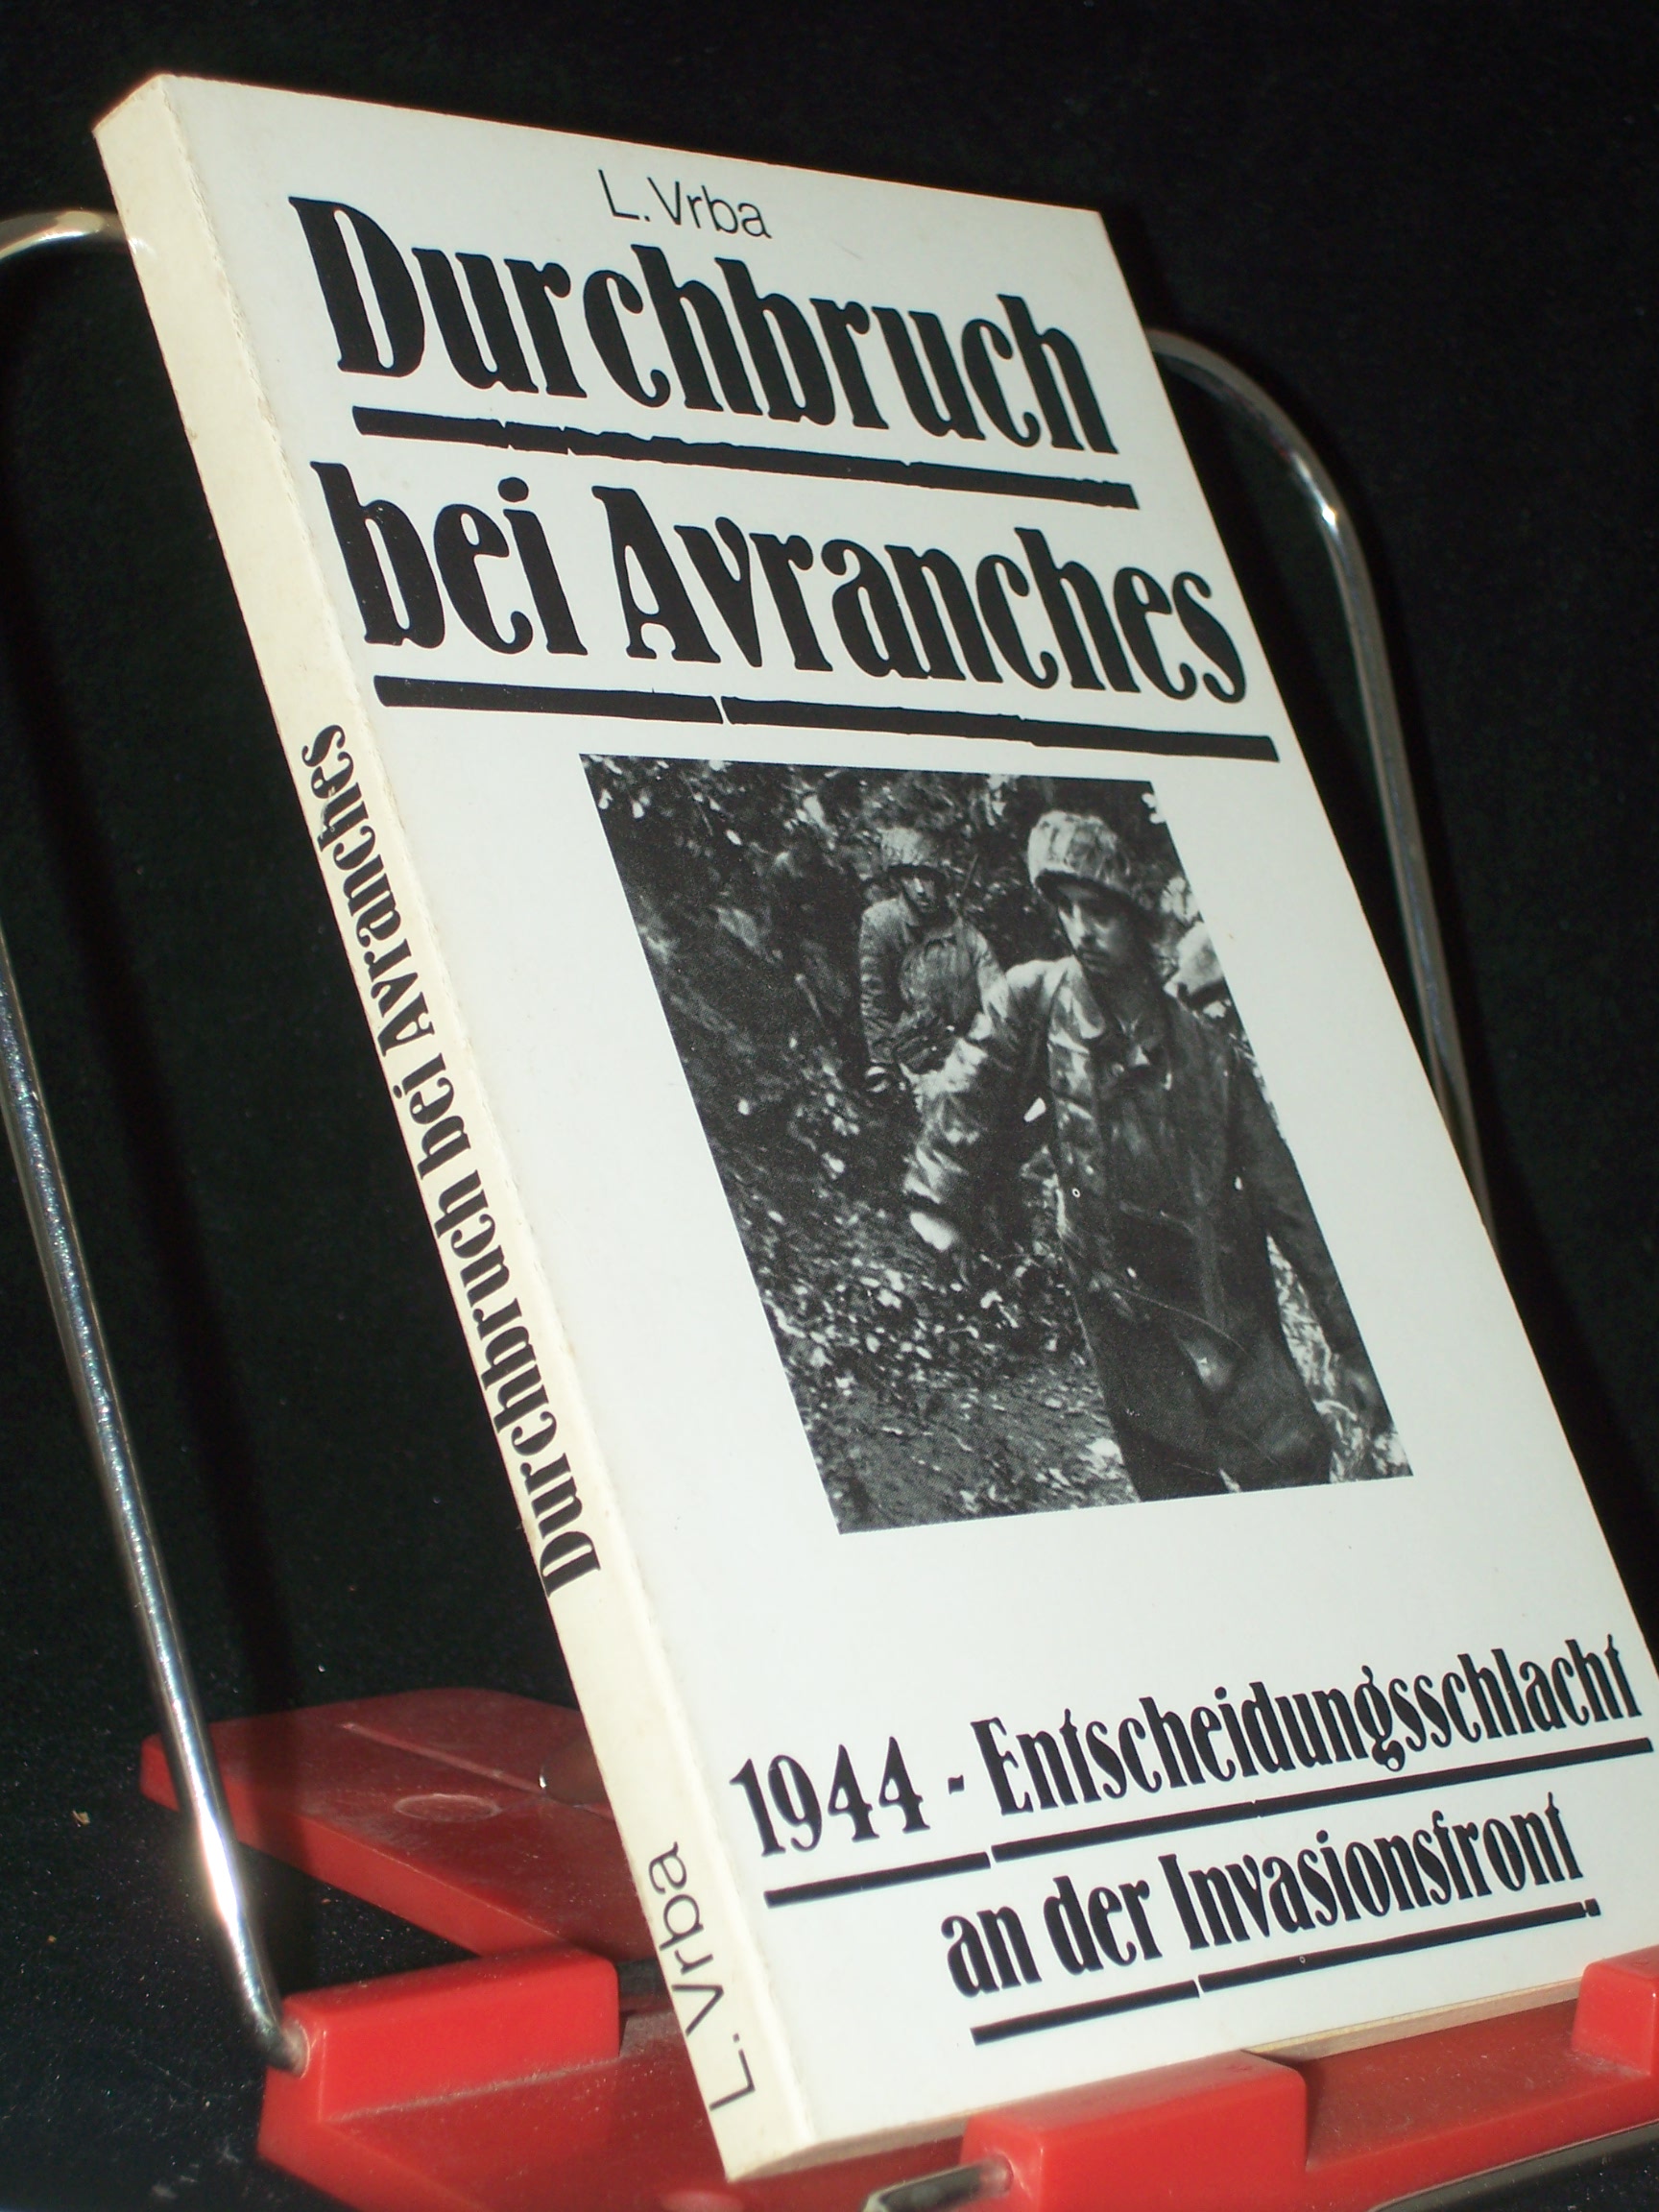 L. Vrba
Durchbruch
bei Avranches
1944 - Entscheidungsschlacht
an der Invasionsfront
Durchbruch bei Avranches
L. Vrba